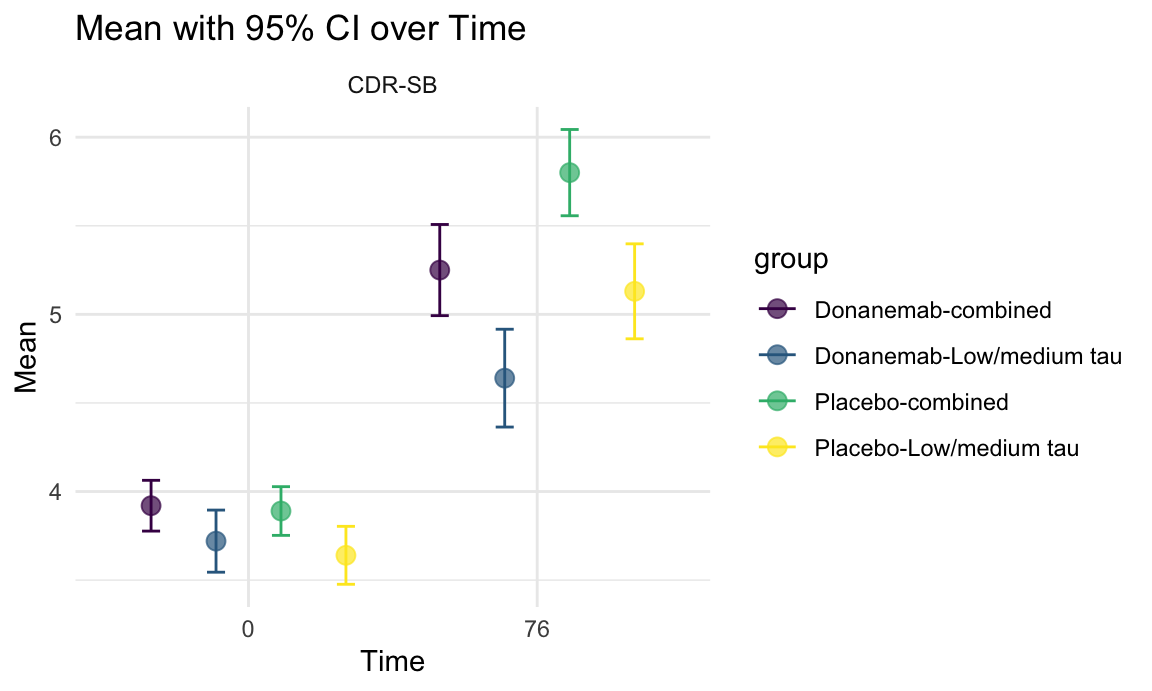 Mean with 95% CI over Time
CDR-SB
6
5
4
Mean
0
76
Time
group
Donanemab-combined
Donanemab-Low/medium tau
Placebo-combined
Placebo-Low/medium tau